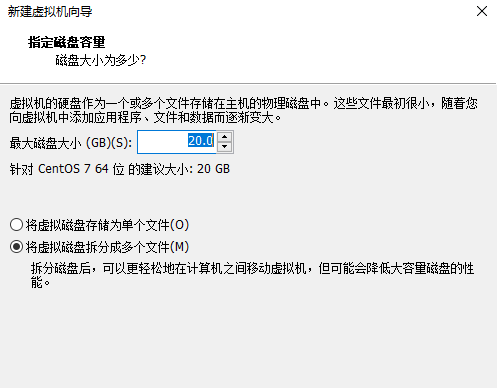 新建虚拟机向导
指定磁盘容量
磁盘大小为多少?
虚拟机的硬盘作为一个或多个文件存储在主机的物理磁盘中。这些文件最初很小，随着您
向虚拟机中添加应用程序、文件和数据而逐渐变大。
最大磁盘大小 (GB)(S): 20.0
针对 CentOS 7 64 位 的建议大小: 20 GB
将虚拟磁盘存储为单个文件(O)
将虚拟磁盘拆分成多个文件(M)
拆分磁盘后，可以更轻松地在计算机之间移动虚拟机，但可能会降低大容量磁盘的性
能。